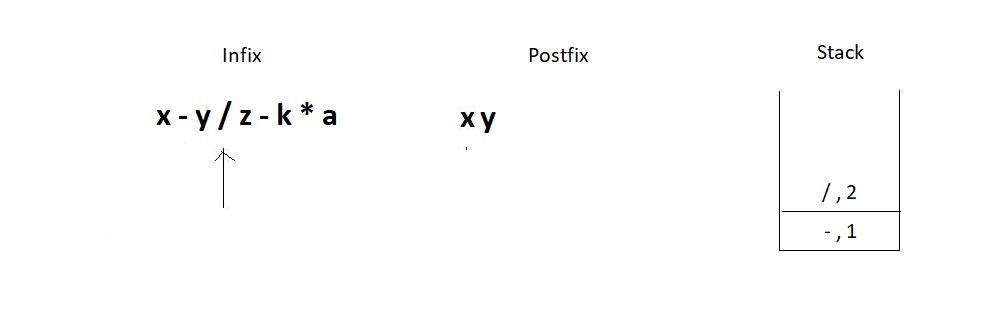 Infix
Postfix
Stack
x - y / z - k * a
x y
/ , 2
- , 1